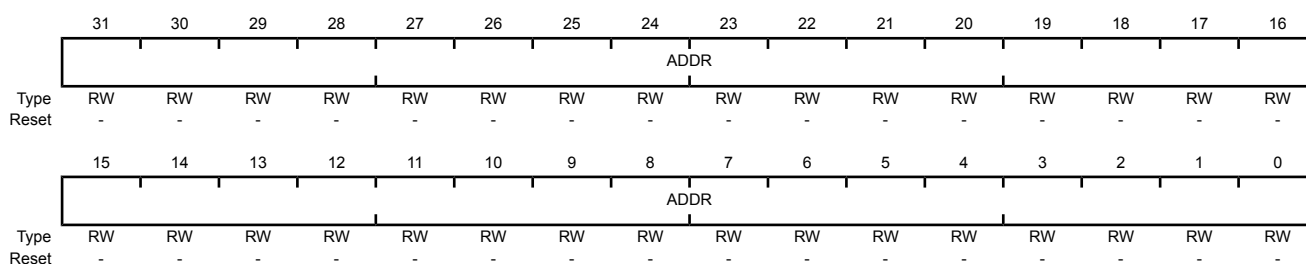 31 30 29 28 27 26 25 24 23 22 21 20 19 18 17 16
ADDR
Type RW RW RW RW RW RW RW RW RW RW RW RW RW RW RW RW
Reset - - - - - - - - - - - - - - - -
15 14 13 12 11 10 9 8 7 6 5 4 3 2 1 0
ADDR
Type RW RW RW RW RW RW RW RW RW RW RW RW RW RW RW RW
Reset - - - - - - - - - - - - - - - -